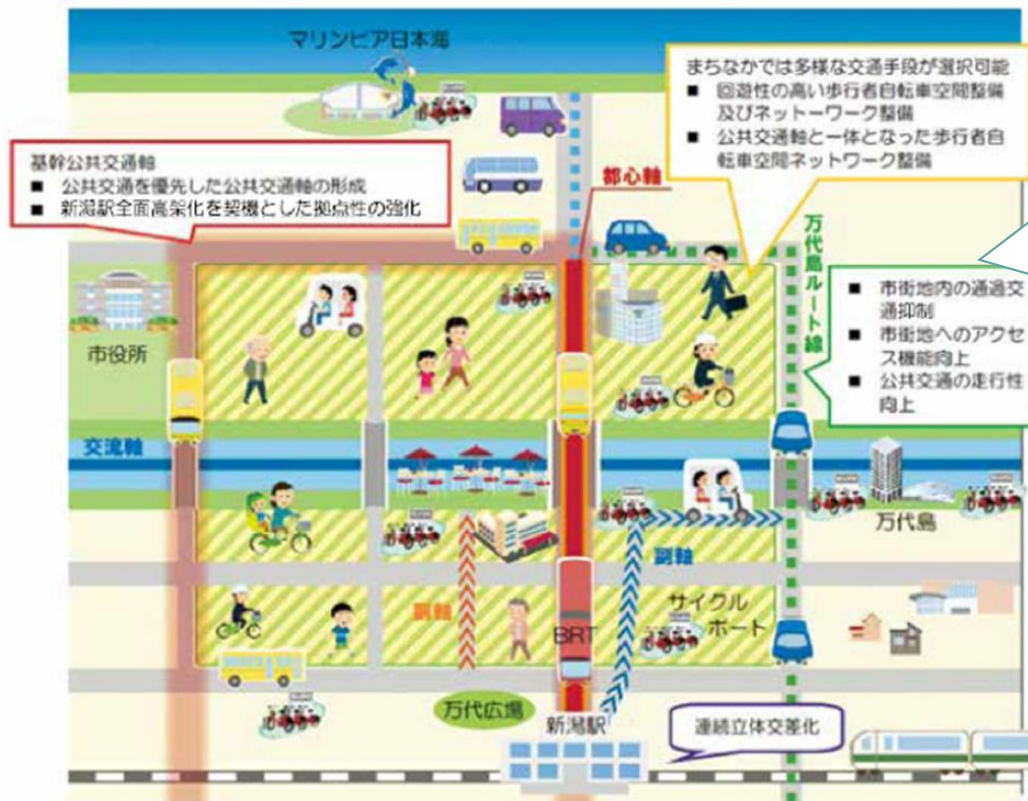 マリンピア日本海
まちなかでは多様な交通手段が選択可能
■ 回遊性の高い歩行者自転車空間整備
及びネットーワーク整備
■ 公共交通軸と一体となった歩行者自
転車空間ネットワーク整備
基幹公共交通軸
■ 公共交通を優先した公共交通軸の形成
■ 新潟駅全面高架化を契機とした拠点性の強化
都心軸
万代島ルート線
■ 市街地内の通過交
通抑制
■ 市街地へのアクセ
ス機能向上
■ 公共交通の走行性
向上
市役所
交流軸
万代島
副軸
副軸
BRT
サイクル
ポート
万代広場
新潟駅
連続立体交差化